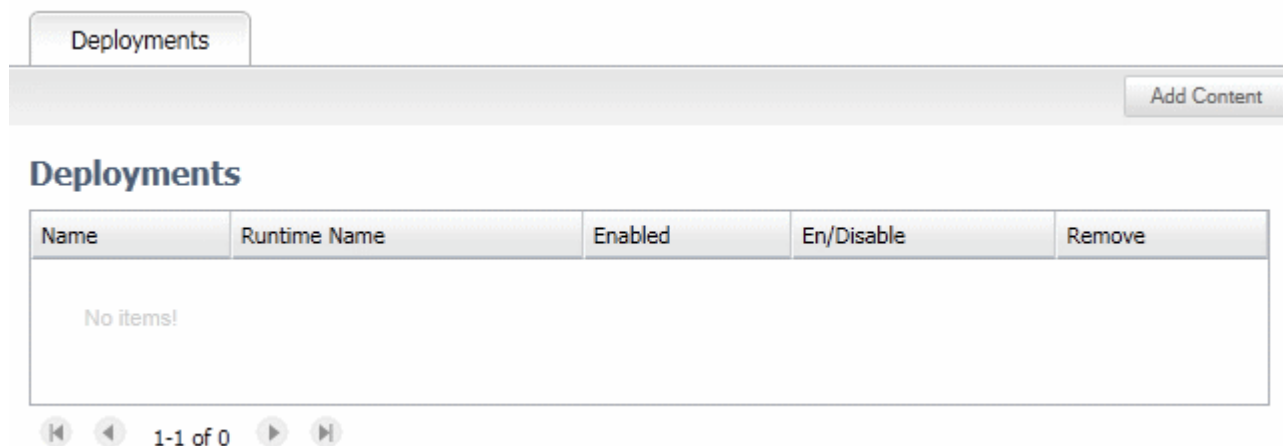 Deployments
Add Content
Deployments
Name Runtime Name Enabled En/Disable Remove
No items!
1-1 of 0